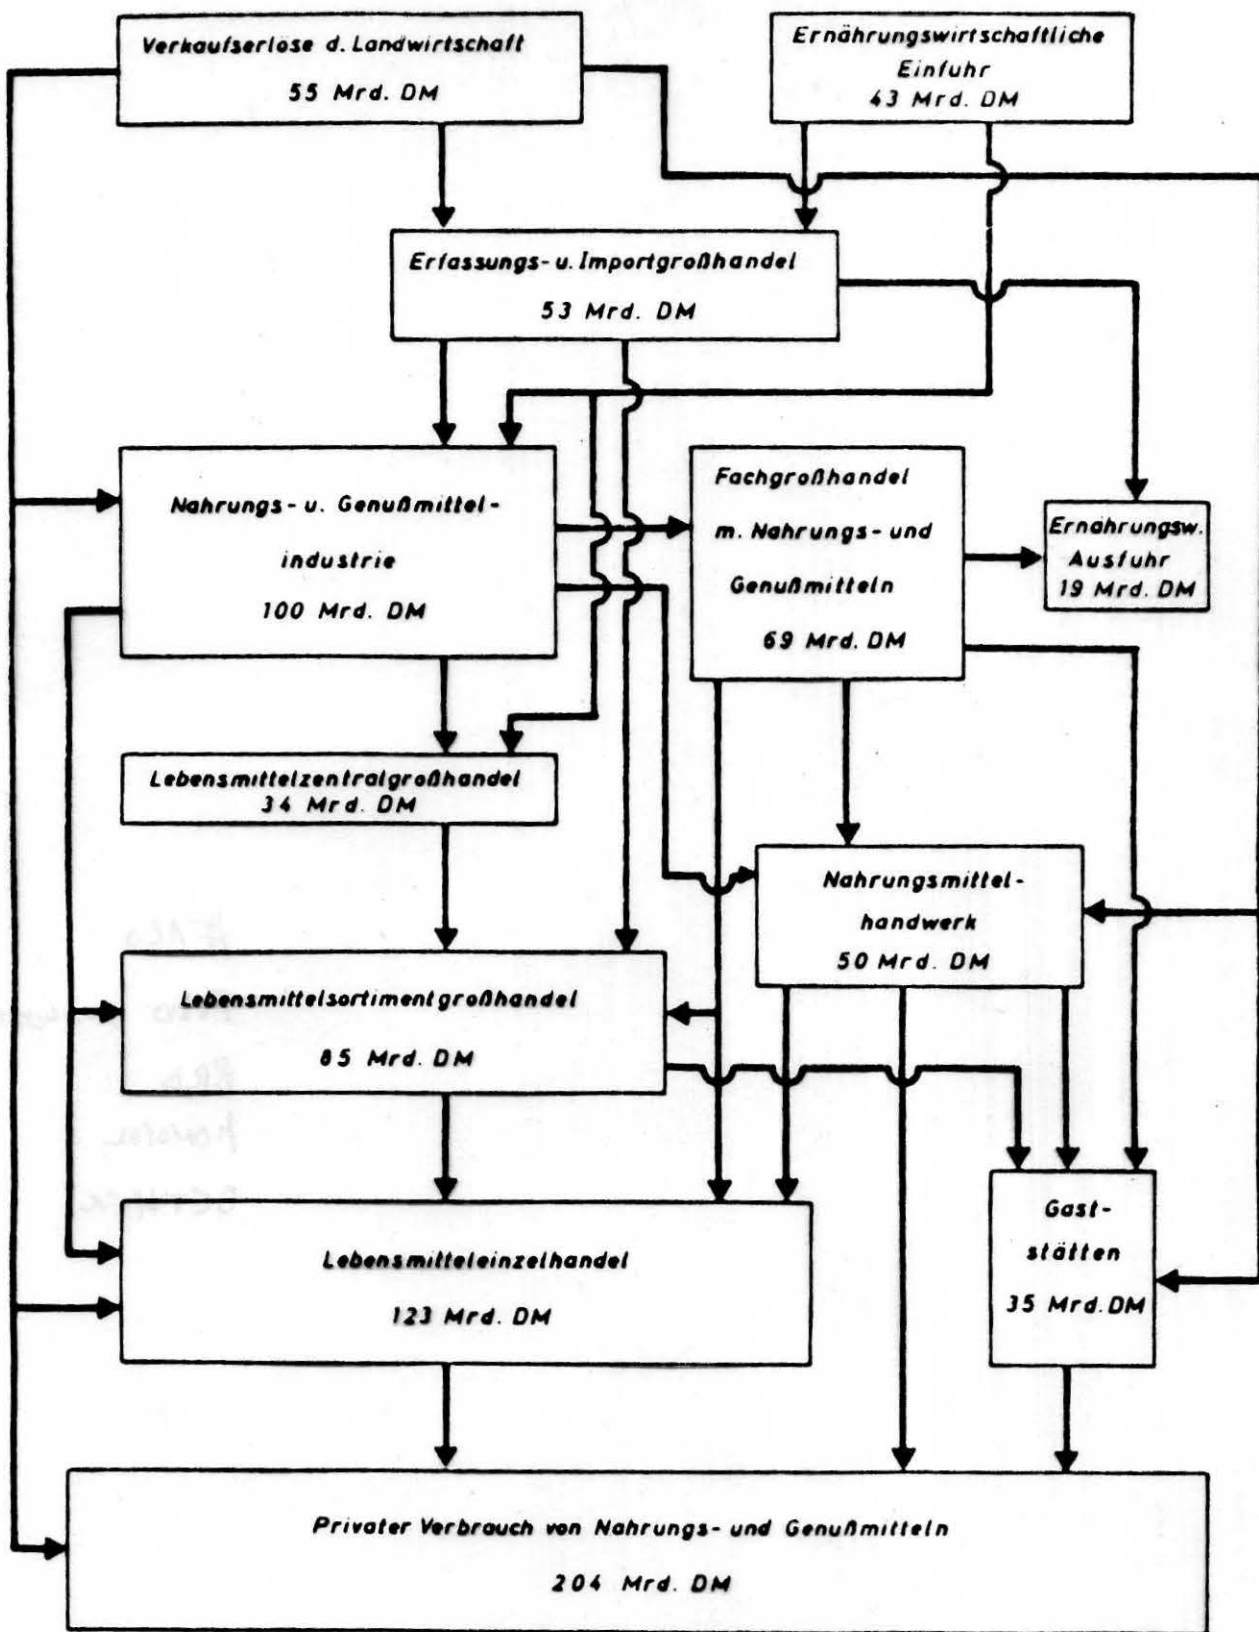 Verkaufserlöse d. Landwirtschaft
55 Mrd. DM
Ernährungswirtschaftliche
Einfuhr
43 Mrd. DM
Erfassungs- u. Importgroßhandel
53 Mrd. DM
Nahrungs- u. Genußmittel-
industrie
100 Mrd. DM
Fachgroßhandel
m. Nahrungs- und
Genußmitteln
69 Mrd. DM
Ernährungsw.
Ausfuhr
19 Mrd. DM
Lebensmittelzentralgroßhandel
34 Mrd. DM
Nahrungsmittel-
handwerk
50 Mrd. DM
Lebensmittelsortimentgroßhandel
85 Mrd. DM
Gast-
stätten
35 Mrd. DM
Lebensmitteleinzelhandel
123 Mrd. DM
Privater Verbrauch von Nahrungs- und Genußmitteln
204 Mrd. DM